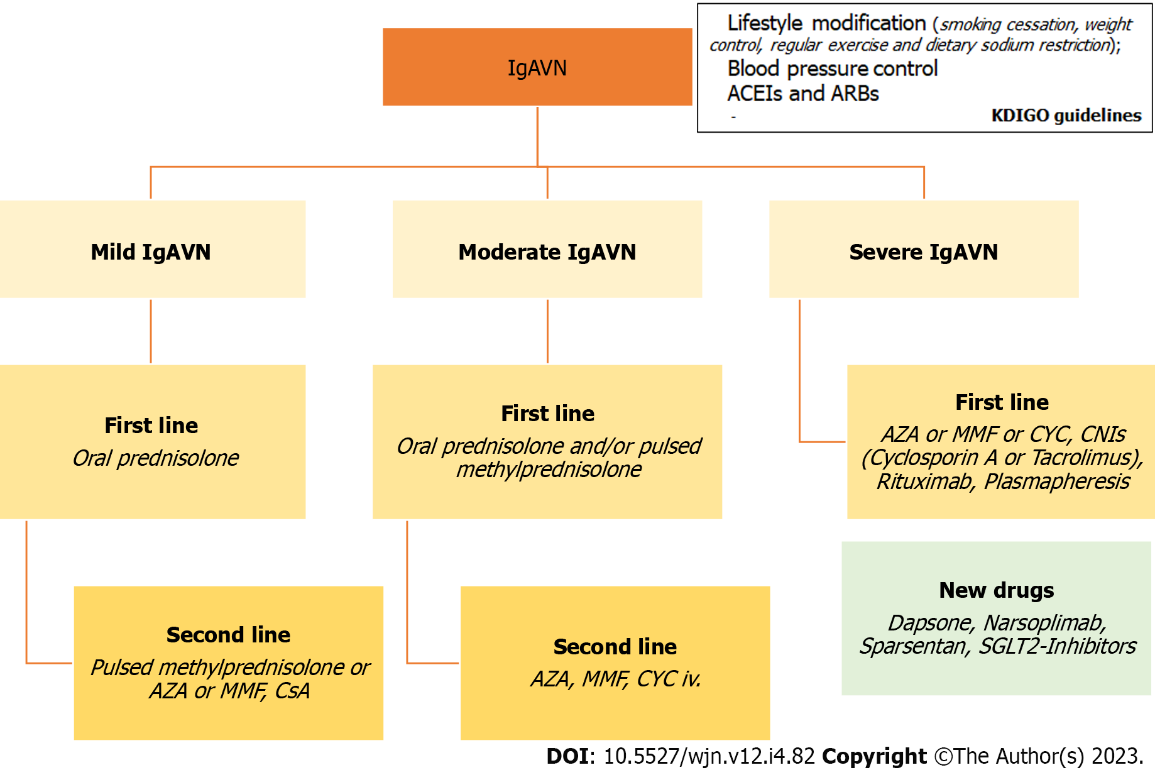 IgAVN
Lifestyle modification (smoking cessation, weight
control, regular exercise and dietary sodium restriction);
Blood pressure control
ACEIs and ARBs
-
KDIGO guidelines
Mild IgAVN
Moderate IgAVN
Severe IgAVN
First line
Oral prednisolone
First line
Oral prednisolone and/or pulsed
methylprednisolone
First line
AZA or MMF or CYC, CNIs
(Cyclosporin A or Tacrolimus),
Rituximab, Plasmapheresis
Second line
Pulsed methylprednisolone or
AZA or MMF, CsA
Second line
AZA, MMF, CYC iv.
New drugs
Dapsone, Narsoplimab,
Sparsentan, SGLT2-Inhibitors
DOI: 10.5527/wjn.v12.i4.82 Copyright ©The Author(s) 2023.